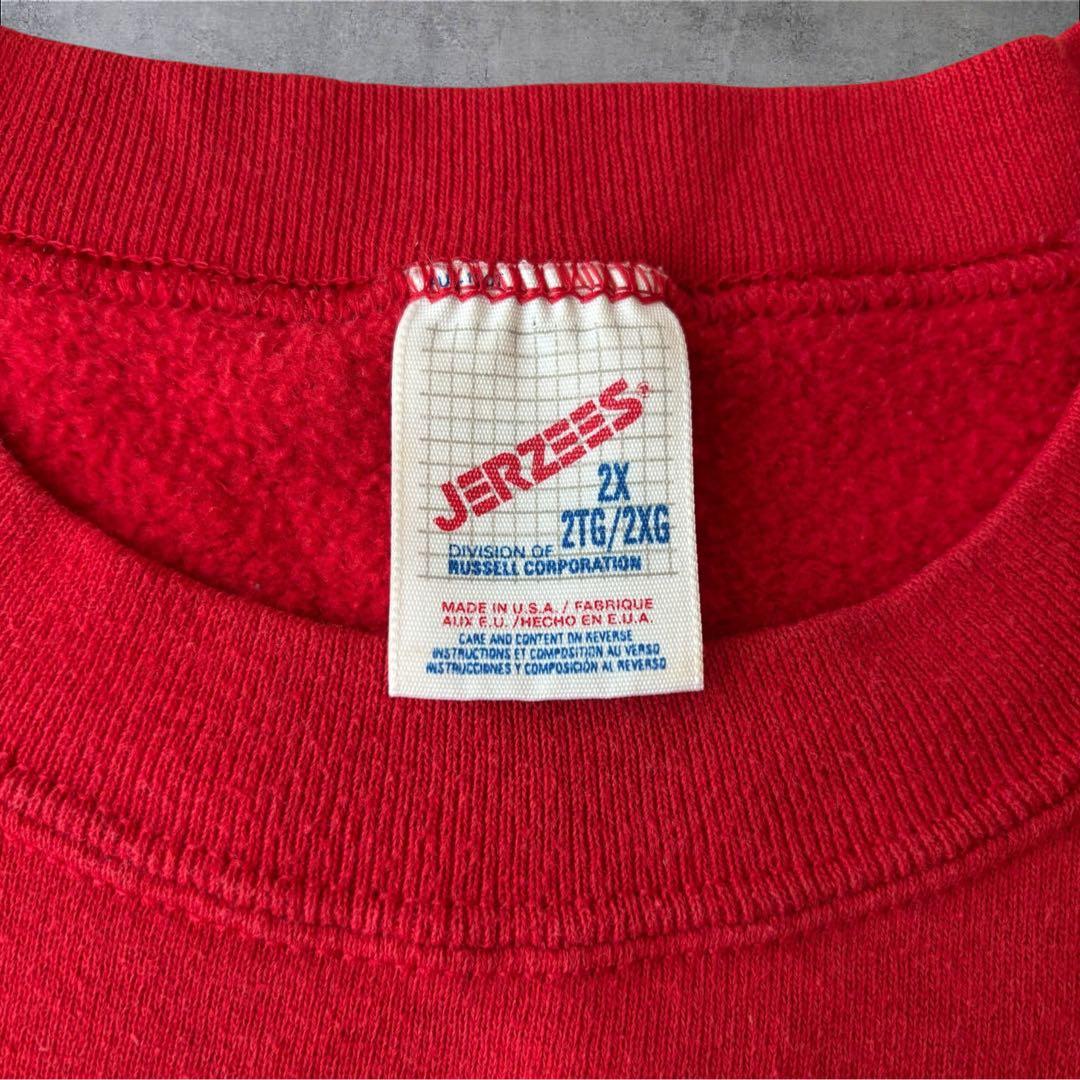 JERZEES®
2X
2TG/2XG
DIVISION OF
RUSSELL CORPORATION
MADE IN U.S.A. / FABRIQUE
AUX E.U. /HECHO EN E.U.A.
CARE AND CONTENT ON REVERSE
INSTRUCTIONS ET COMPOSITION AU VERSO
INSTRUCCIONES Y COMPOSICIÓN AL REVERSO